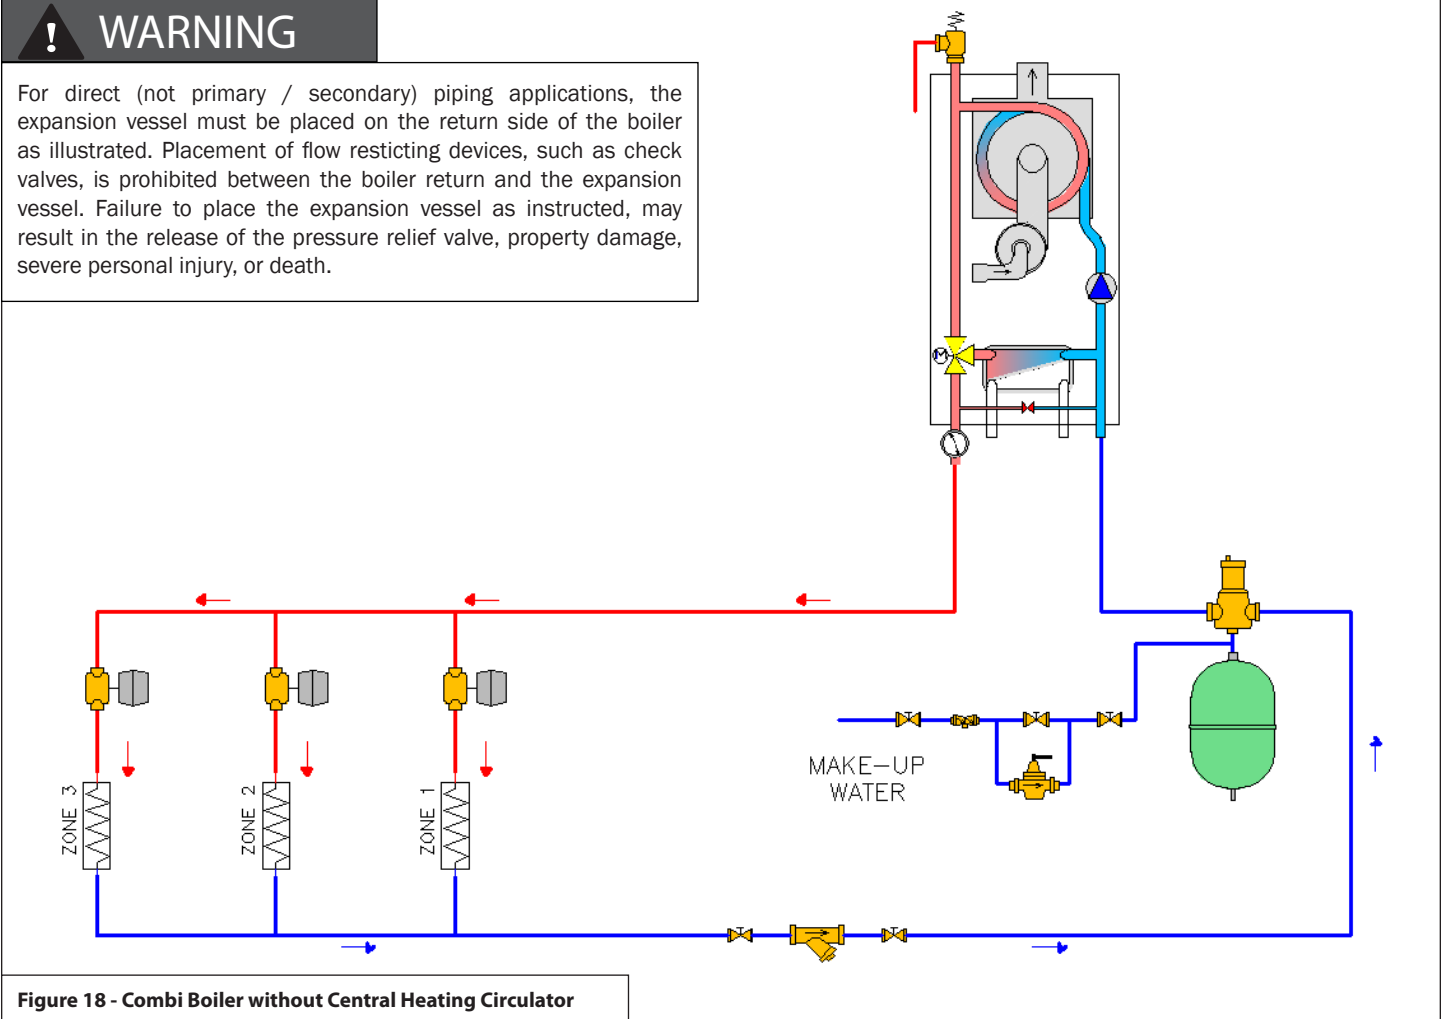 WARNING
For direct (not primary / secondary) piping applications, the
expansion vessel must be placed on the return side of the boiler
as illustrated. Placement of flow resticting devices, such as check
valves, is prohibited between the boiler return and the expansion
vessel. Failure to place the expansion vessel as instructed, may
result in the release of the pressure relief valve, property damage,
severe personal injury, or death.
M
MAKE-UP
WATER
ZONE 3
ZONE 2
ZONE 1
Figure 18 - Combi Boiler without Central Heating Circulator